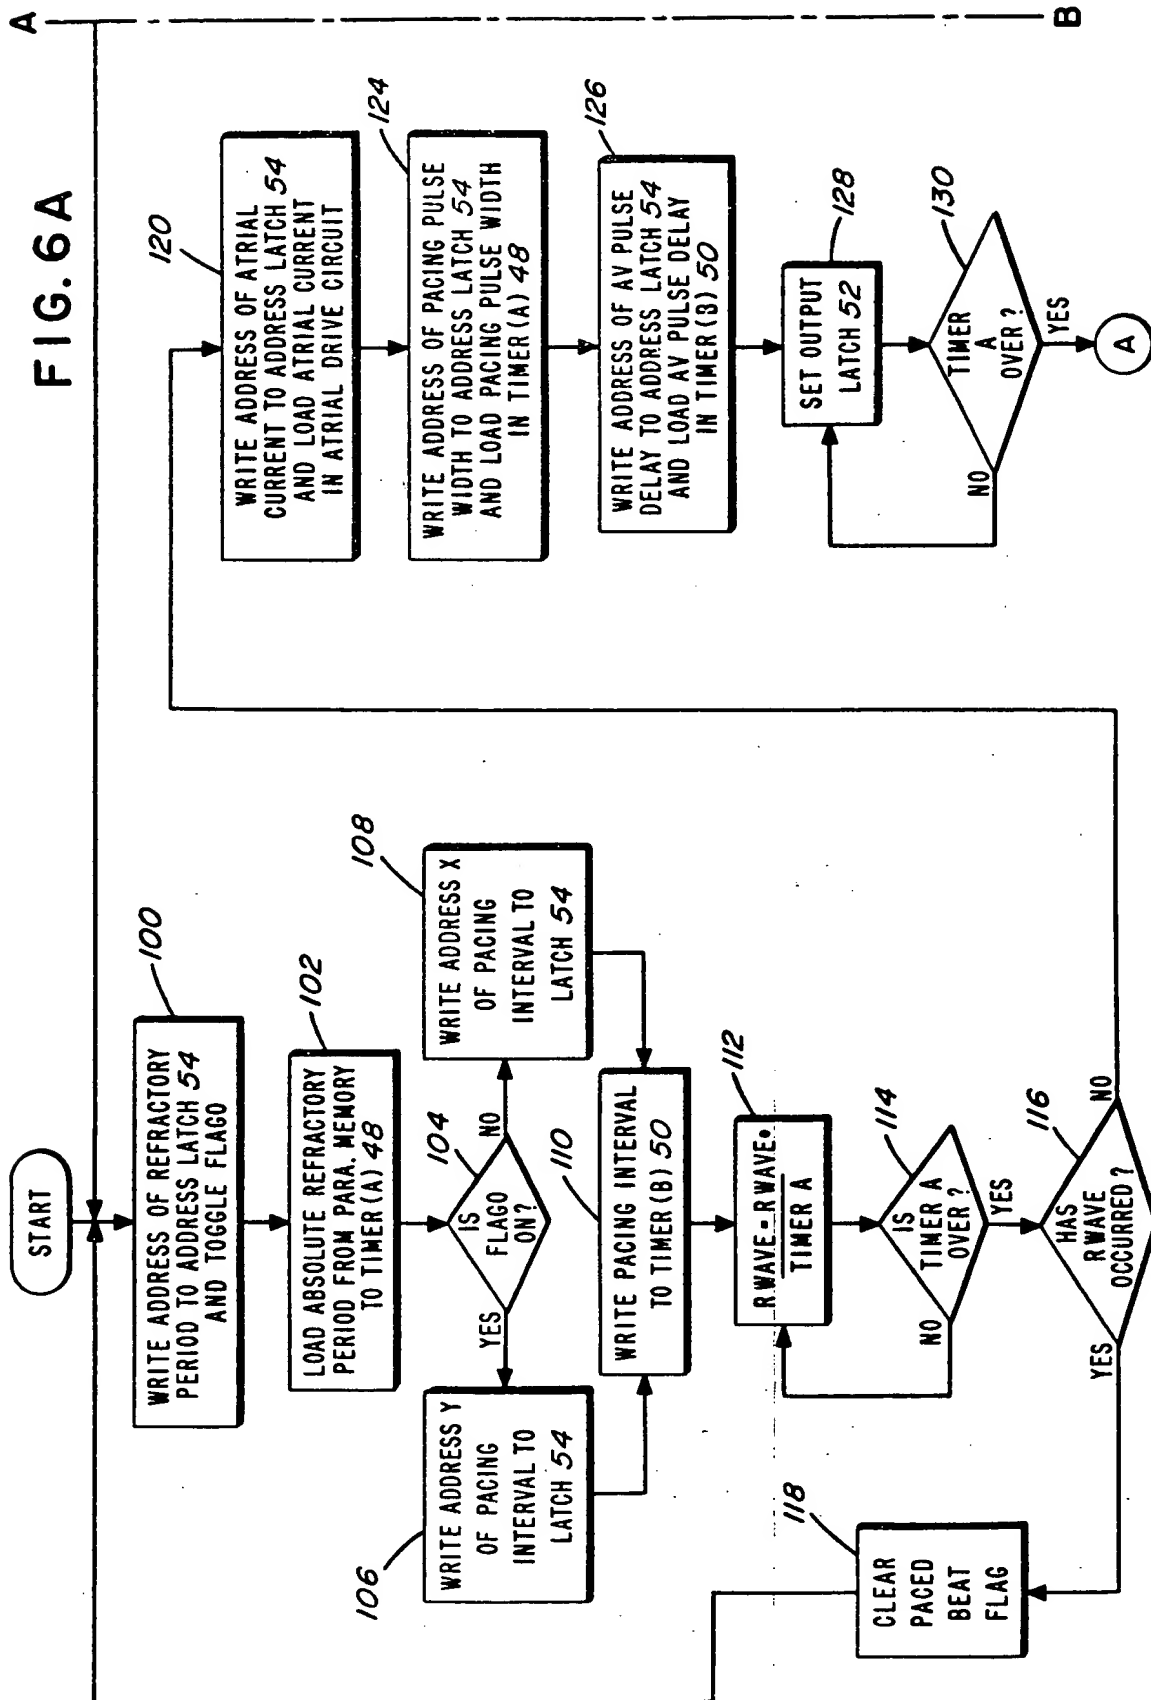 FIG. 6A
A
B
START
100
WRITE ADDRESS OF REFRACTORY
PERIOD TO ADDRESS LATCH 54
AND TOGGLE FLAGO
102
LOAD ABSOLUTE REFRACTORY
PERIOD FROM PARA. MEMORY
TO TIMER (A) 48
104
IS
FLAGO
ON?
YES
NO
106
WRITE ADDRESS Y
OF PACING
INTERVAL TO
LATCH 54
108
WRITE ADDRESS X
OF PACING
INTERVAL TO
LATCH 54
110
WRITE PACING INTERVAL
TO TIMER (B) 50
112
RWAVE = RWAVE •
TIMER A
114
IS
TIMER A
OVER?
NO
YES
116
HAS
RWAVE
OCCURRED?
YES
NO
118
CLEAR
PACED
BEAT
FLAG
120
WRITE ADDRESS OF ATRIAL
CURRENT TO ADDRESS LATCH 54
AND LOAD ATRIAL CURRENT
IN ATRIAL DRIVE CIRCUIT
124
WRITE ADDRESS OF PACING PULSE
WIDTH TO ADDRESS LATCH 54
AND LOAD PACING PULSE WIDTH
IN TIMER (A) 48
126
WRITE ADDRESS OF AV PULSE
DELAY TO ADDRESS LATCH 54
AND LOAD AV PULSE DELAY
IN TIMER (B) 50
128
SET OUTPUT
LATCH 52
130
TIMER
A
OVER?
NO
YES
A